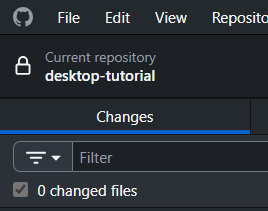 File Edit View Reposito
Current repository
desktop-tutorial
Changes
Filter
0 changed files